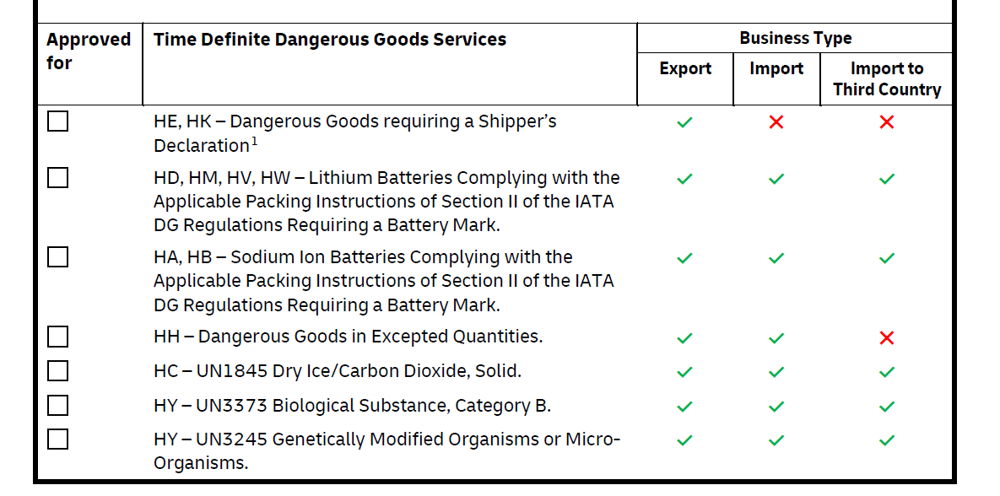 Approved for
Time Definite Dangerous Goods Services
Business Type
Export
Import
Import to
Third Country
HE, HK – Dangerous Goods requiring a Shipper’s
Declaration¹
HD, HM, HV, HW – Lithium Batteries Complying with the
Applicable Packing Instructions of Section II of the IATA
DG Regulations Requiring a Battery Mark.
HA, HB – Sodium Ion Batteries Complying with the
Applicable Packing Instructions of Section II of the IATA
DG Regulations Requiring a Battery Mark.
HH – Dangerous Goods in Excepted Quantities.
HC – UN1845 Dry Ice/Carbon Dioxide, Solid.
HY – UN3373 Biological Substance, Category B.
HY – UN3245 Genetically Modified Organisms or Micro-
Organisms.